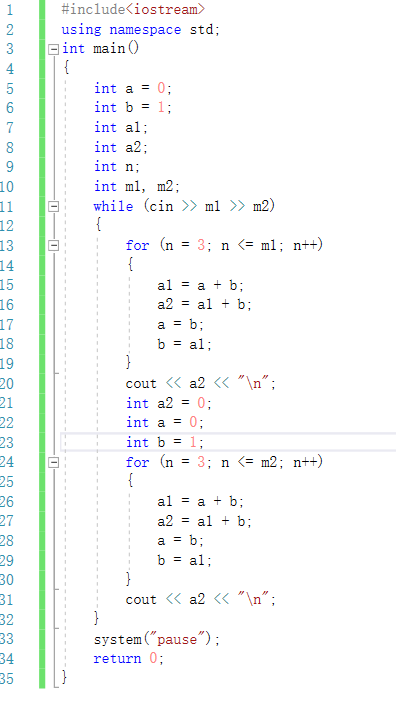 1 #include<iostream>
2 using namespace std;
3 int main()
4 {
5 int a = 0;
6 int b = 1;
7 int a1;
8 int a2;
9 int n;
10 int m1, m2;
11 while (cin >> m1 >> m2)
12 {
13 for (n = 3; n <= m1; n++)
14 {
15 a1 = a + b;
16 a2 = a1 + b;
17 a = b;
18 b = a1;
19 }
20 cout << a2 << "\n";
21 int a2 = 0;
22 int a = 0;
23 int b = 1;
24 for (n = 3; n <= m2; n++)
25 {
26 a1 = a + b;
27 a2 = a1 + b;
28 a = b;
29 b = a1;
30 }
31 cout << a2 << "\n";
32 }
33 system("pause");
34 return 0;
35 }